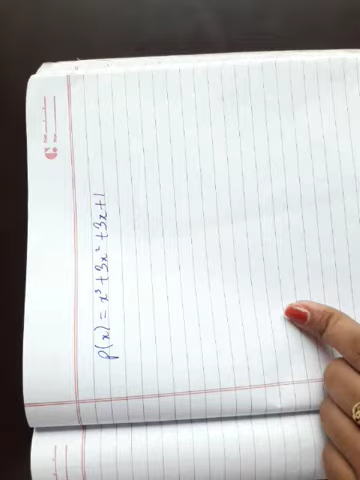 p(x) = x³ + 3x² + 3x + 1